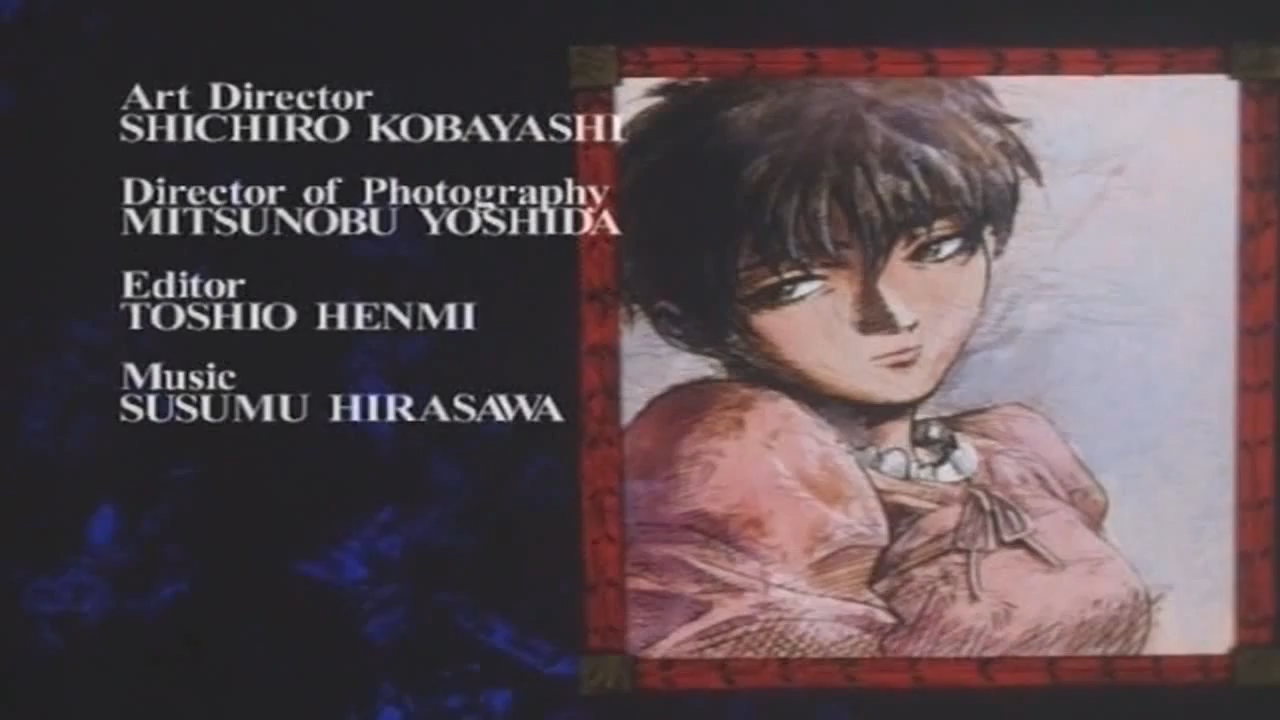 Art Director
SHICHIRO KOBAYASHI
Director of Photography
MITSUNOBU YOSHIDA
Editor
TOSHIO HENMI
Music
SUSUMU HIRASAWA